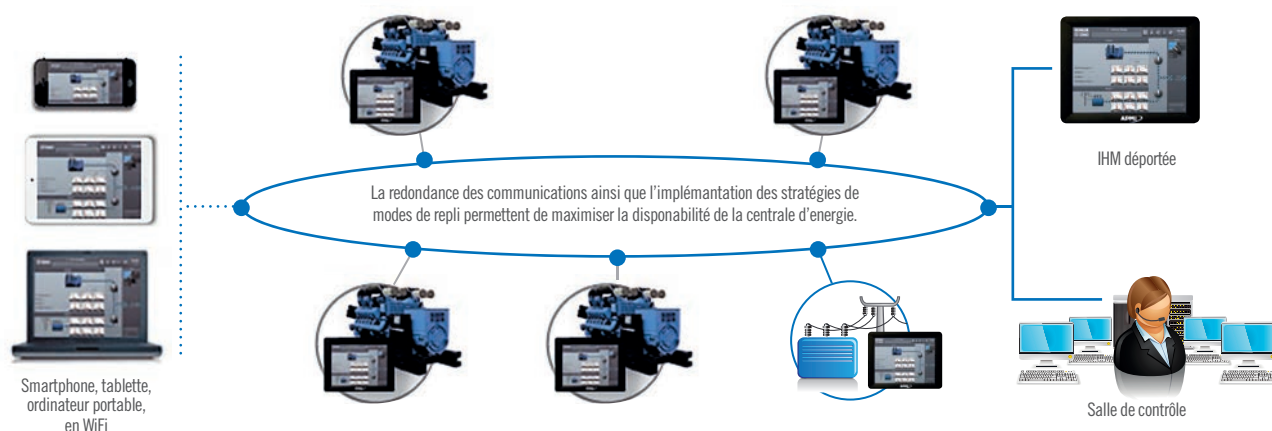 La redondance des communications ainsi que l’implémantation des stratégies de
modes de repli permettent de maximiser la disponabilité de la centrale d’energie.
IHM déportée
Smartphone, tablette,
ordinateur portable,
en WiFi
Salle de contrôle